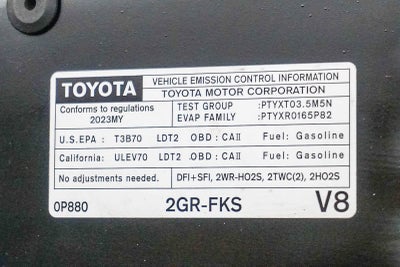 TOYOTA VEHICLE EMISSION CONTROL INFORMATION
TOYOTA MOTOR CORPORATION
Conforms to regulations
2023MY
TEST GROUP :PTYXT03.5M5N
EVAP FAMILY :PTYXR0165P82
U.S.EPA : T3B70 LDT2 OBD: CAII Fuel: Gasoline
California: ULEV70 LDT2 OBD: CAII Fuel: Gasoline
No adjustments needed. DFI+SFI, 2WR-HO2S, 2TWC(2), 2HO2S
0P880 2GR-FKS V8